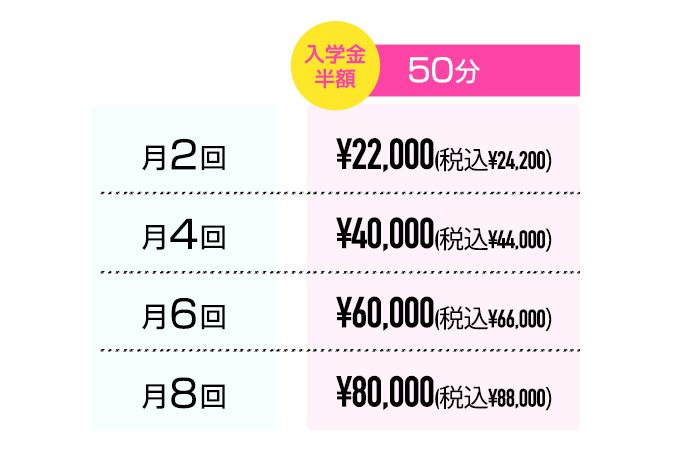 入学金
半額
50分
月2回
¥22,000(税込¥24,200)
月4回
¥40,000(税込¥44,000)
月6回
¥60,000(税込¥66,000)
月8回
¥80,000(税込¥88,000)